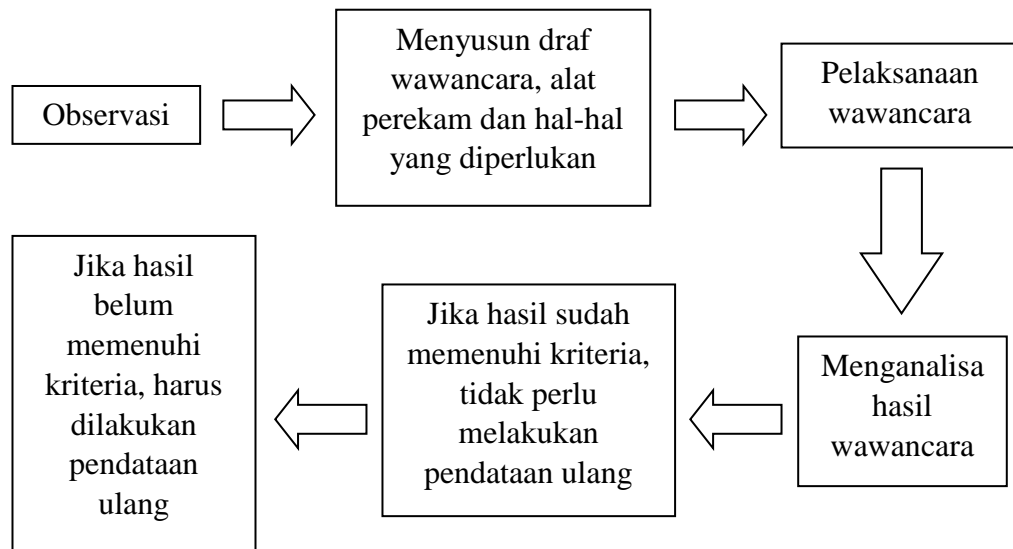 Observasi
Menyusun draf
wawancara, alat
perekam dan hal-hal
yang diperlukan
Pelaksanaan
wawancara
Menganalisa
hasil
wawancara
Jika hasil sudah
memenuhi kriteria,
tidak perlu
melakukan
pendataan ulang
Jika hasil
belum
memenuhi
kriteria, harus
dilakukan
pendataan
ulang